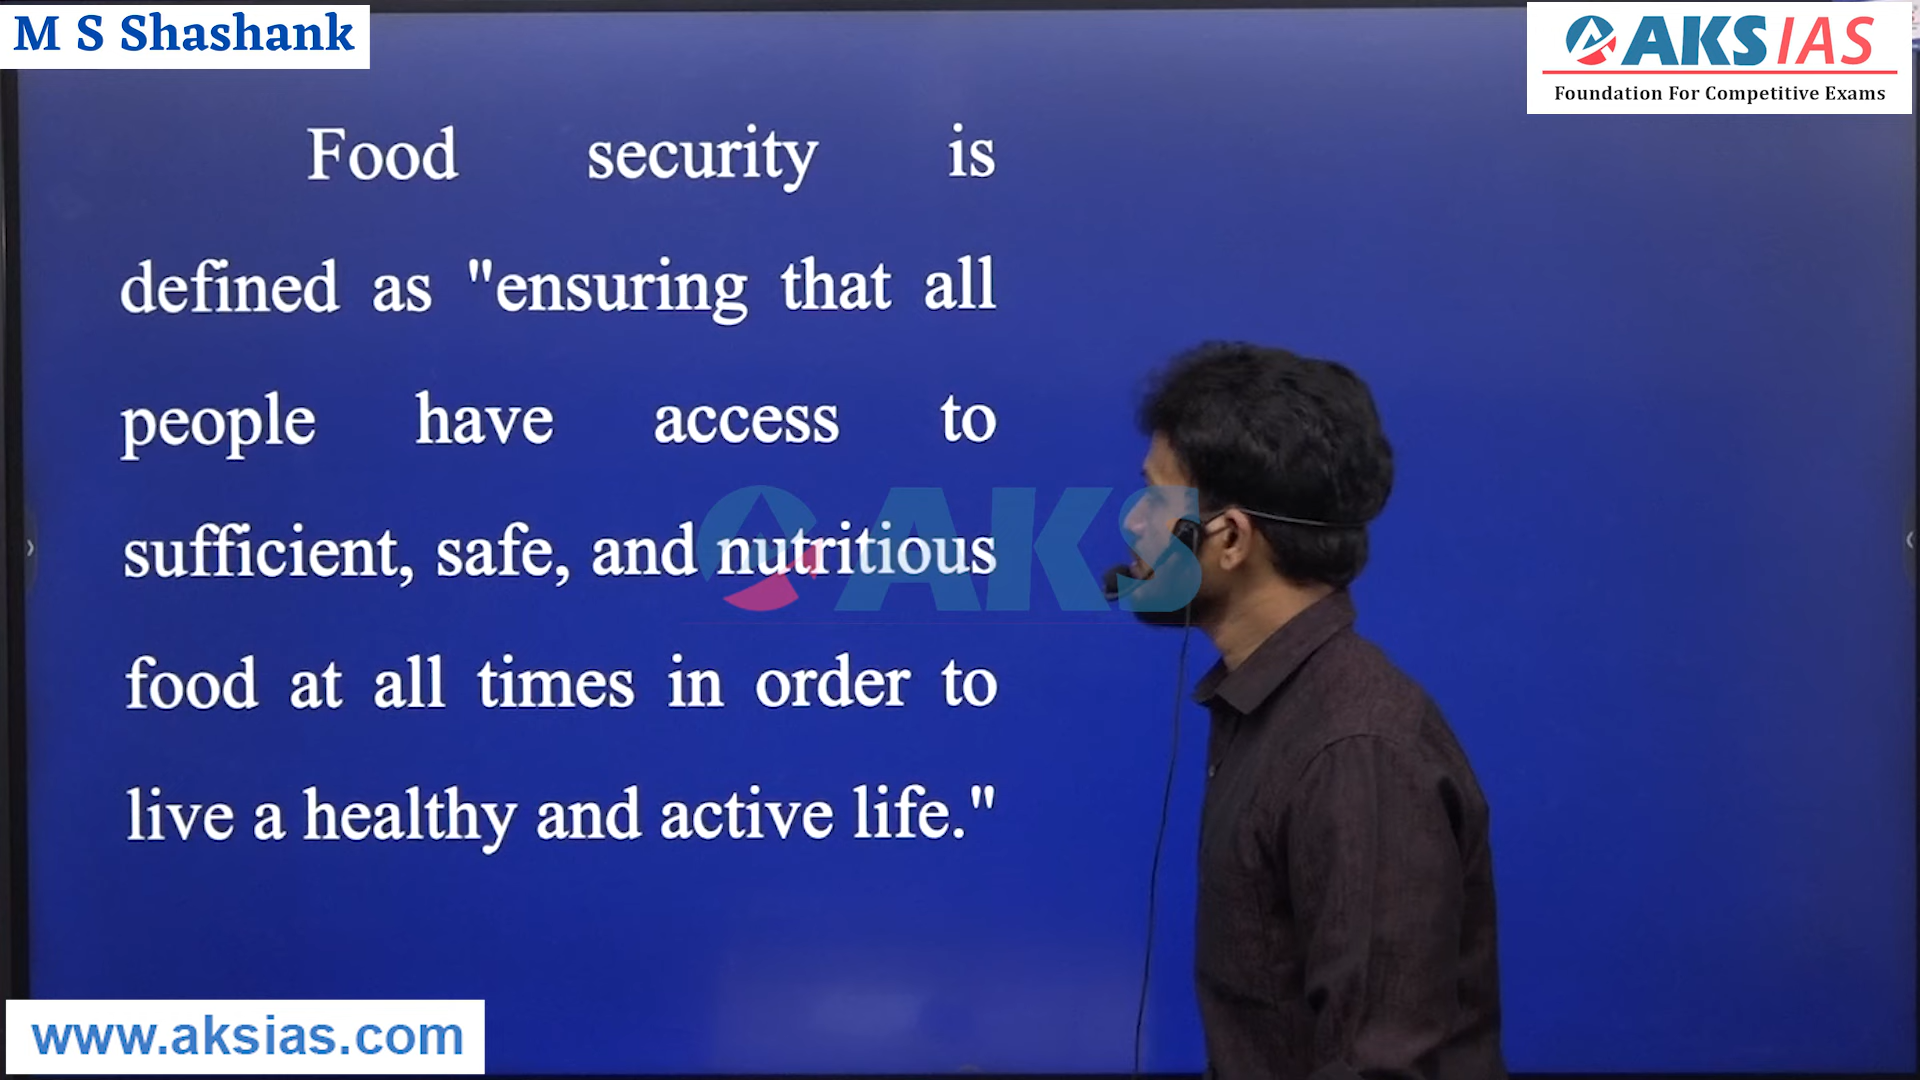 M S Shashank
AKS IAS
Foundation For Competitive Exams
Food security is
defined as "ensuring that all
people have access to
sufficient, safe, and nutritious
food at all times in order to
live a healthy and active life."
AKS
www.aksias.com